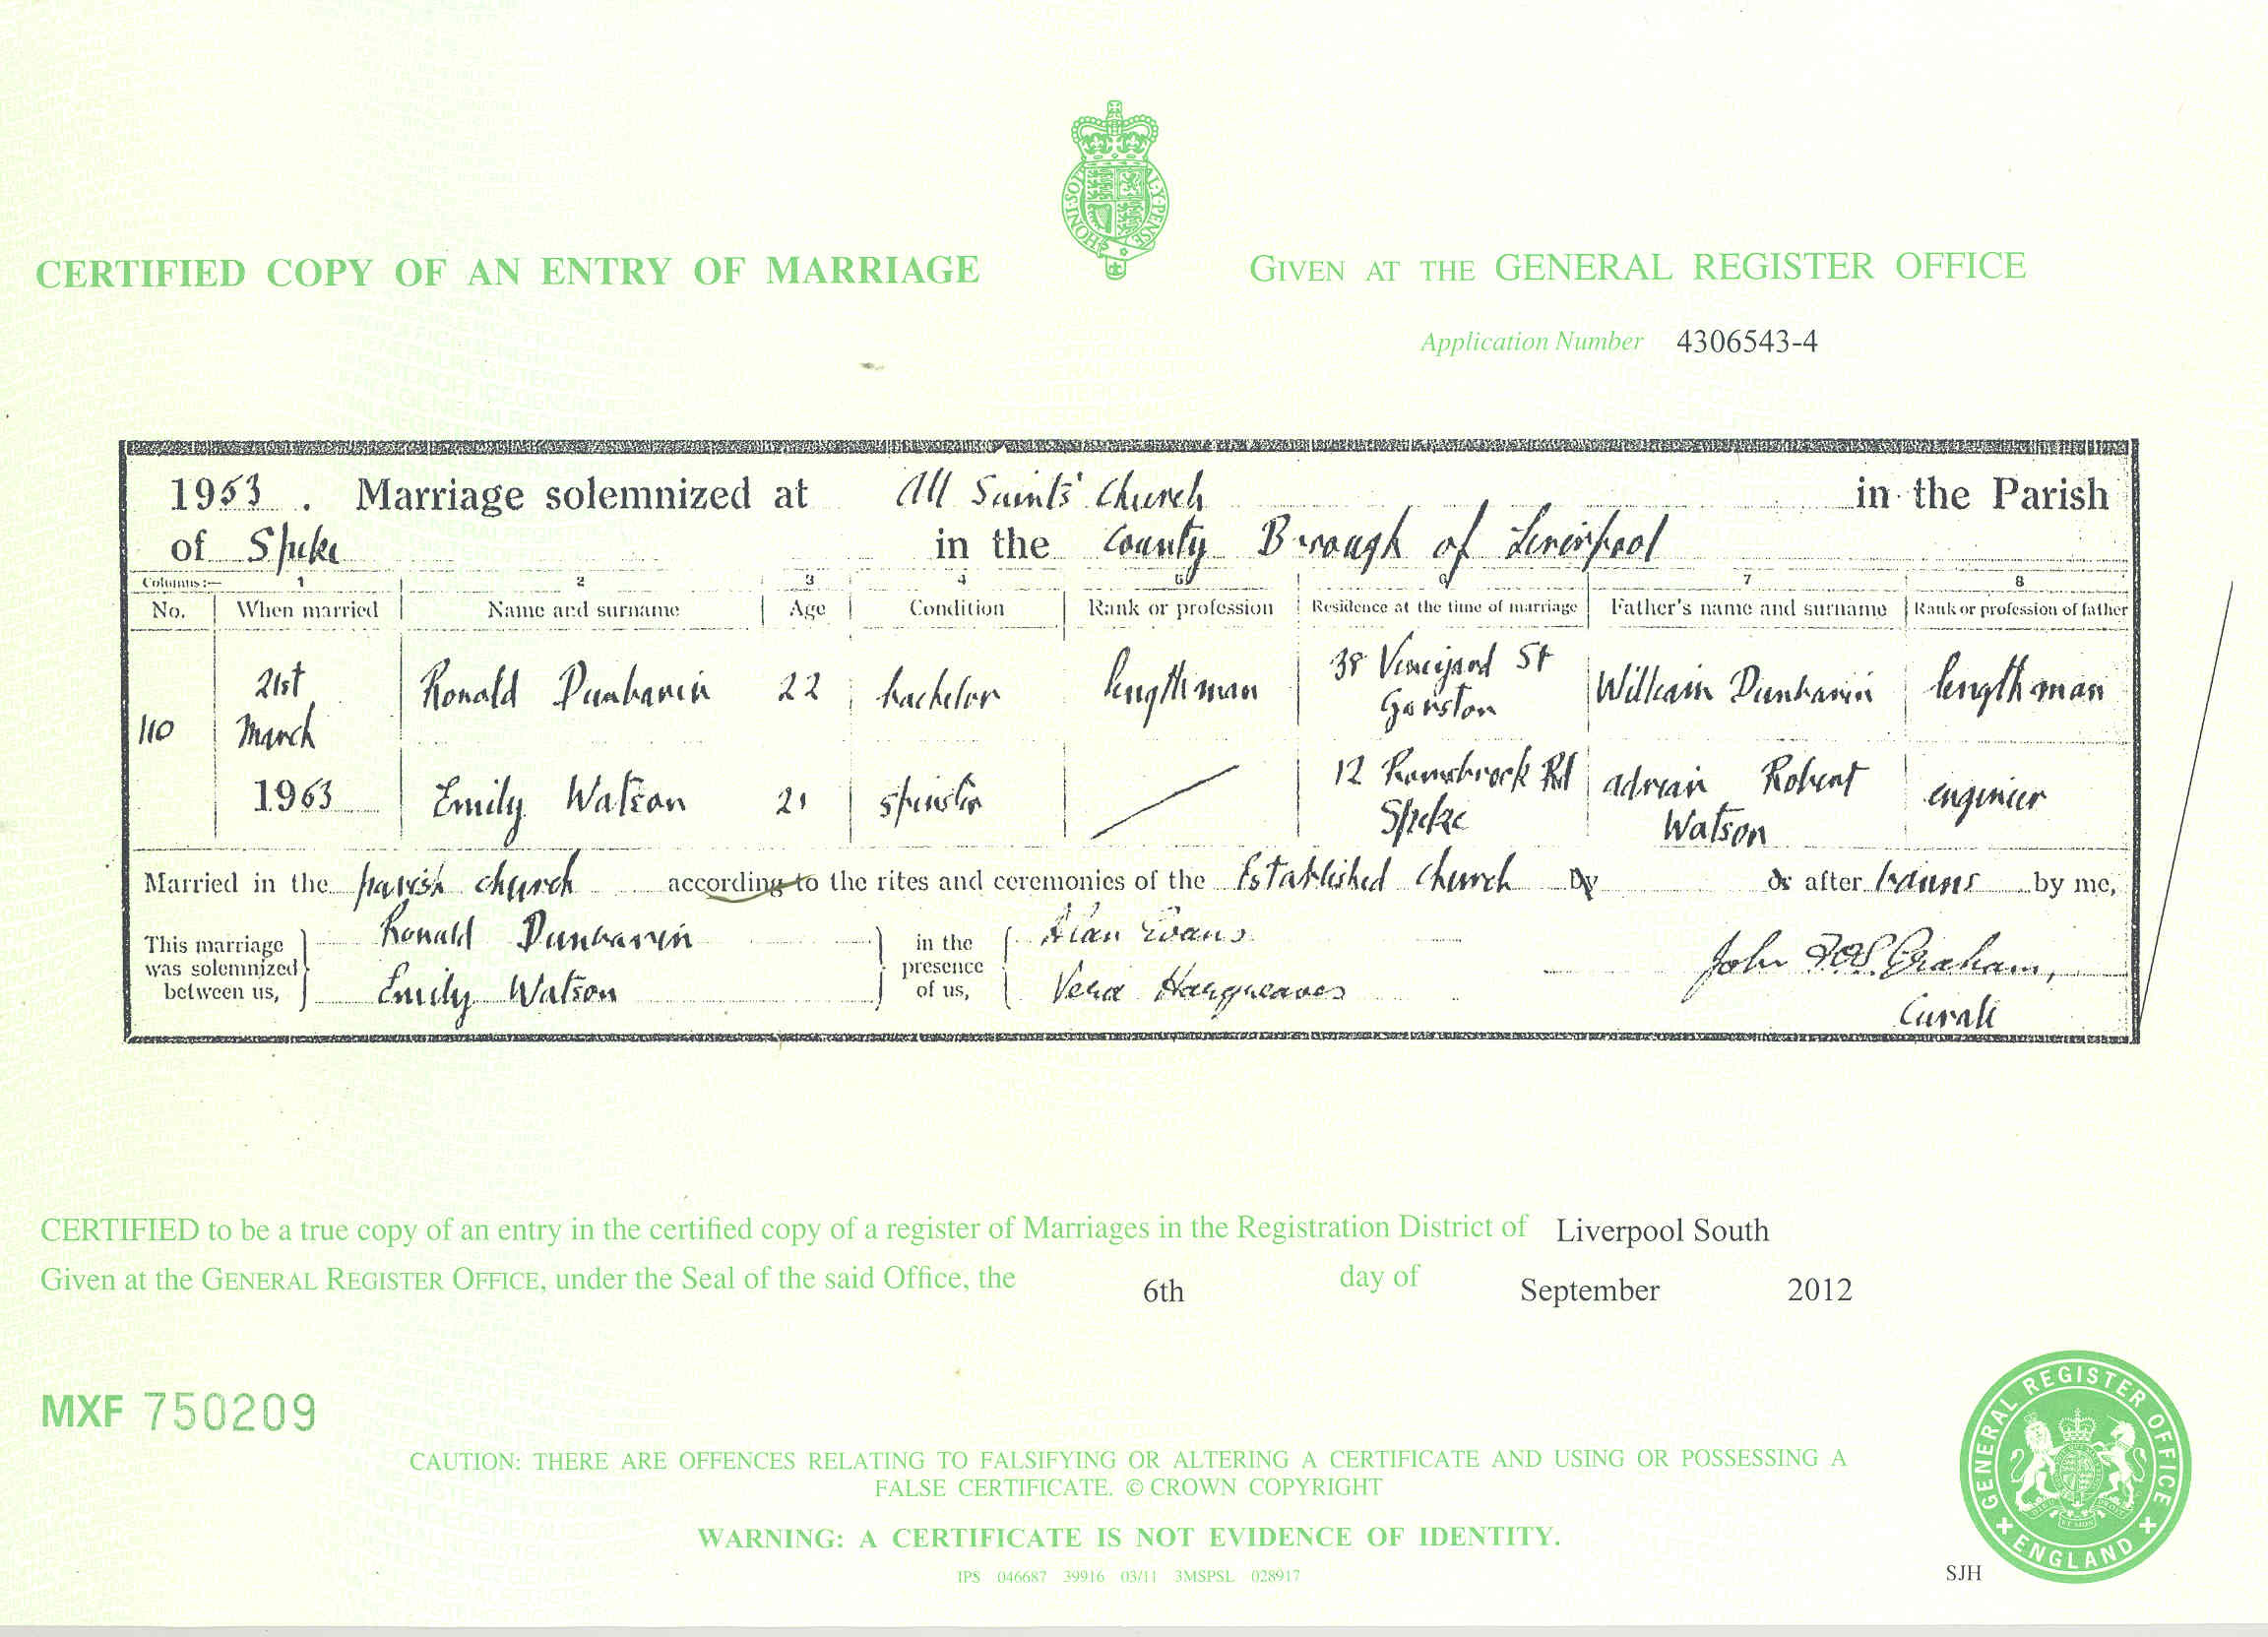 HONI·SOIT Y·PENSE
CERTIFIED COPY OF AN ENTRY OF MARRIAGE
GIVEN AT THE GENERAL REGISTER OFFICE
Application Number 4306543-4
1953. Marriage solemnized at All Saints' Church in the Parish
of Speke in the County Borough of Liverpool
Columns:— 1 2 3 4 5 6 7 8
No. When married Name and surname Age Condition Rank or profession Residence at the time of marriage Father's name and surname Rank or profession of father
110 21st March 1953
Ronald Dunbavin 22 bachelor lengthman 38 Vineyard St Garston William Dunbavin lengthman
Emily Watson 21 spinster 12 Ramsbrook Rd Speke Adrian Robert Watson engineer
Married in the parish church according to the rites and ceremonies of the Established Church by or after banns by me,
This marriage was solemnized between us, Ronald Dunbavin Emily Watson in the presence of us, Alan Evans Vera Hargreaves John Graham, Curate
CERTIFIED to be a true copy of an entry in the certified copy of a register of Marriages in the Registration District of Liverpool South
Given at the GENERAL REGISTER OFFICE, under the Seal of the said Office, the 6th day of September 2012
MXF 750209
CAUTION: THERE ARE OFFENCES RELATING TO FALSIFYING OR ALTERING A CERTIFICATE AND USING OR POSSESSING A
FALSE CERTIFICATE. © CROWN COPYRIGHT
WARNING: A CERTIFICATE IS NOT EVIDENCE OF IDENTITY.
IPS 046687 39916 03/11 3MSPSL 028917
SJH
GENERAL REGISTER OFFICE
ENGLAND